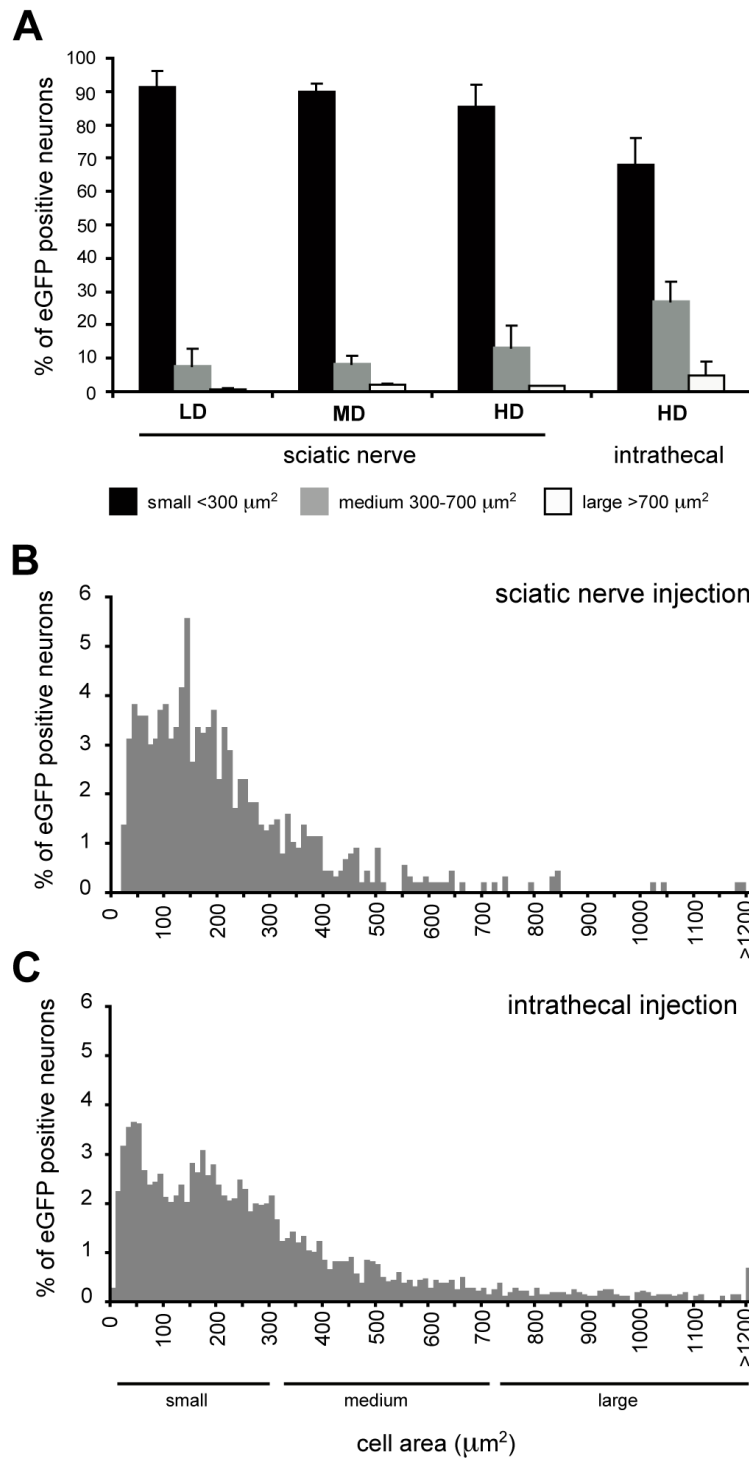 A
% of eGFP positive neurons
100
90
80
70
60
50
40
30
20
10
0
LD MD HD HD
sciatic nerve intrathecal
small <300 μm² medium 300-700 μm² large >700 μm²
B
sciatic nerve injection
% of eGFP positive neurons
6
5
4
3
2
1
0
0 100 200 300 400 500 600 700 800 900 1000 1100 >1200
C
intrathecal injection
% of eGFP positive neurons
6
5
4
3
2
1
0
0 100 200 300 400 500 600 700 800 900 1000 1100 >1200
small medium large
cell area (μm²)